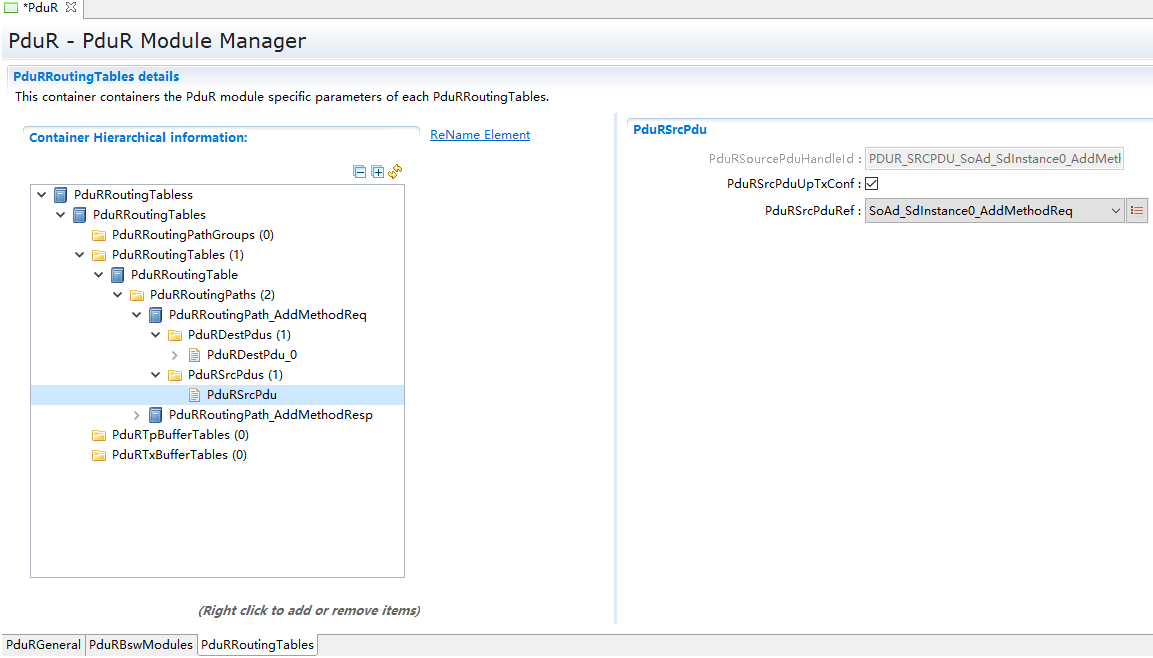 *PduR
PduR - PduR Module Manager
PduRRoutingTables details
This container containers the PduR module specific parameters of each PduRRoutingTables.
Container Hierarchical information:
ReName Element
PduRRoutingTabless
PduRRoutingTables
PduRRoutingPathGroups (0)
PduRRoutingTables (1)
PduRRoutingTable
PduRRoutingPaths (2)
PduRRoutingPath_AddMethodReq
PduRDestPdus (1)
PduRDestPdu_0
PduRSrcPdus (1)
PduRSrcPdu
PduRRoutingPath_AddMethodResp
PduRTpBufferTables (0)
PduRTxBufferTables (0)
(Right click to add or remove items)
PduRSrcPdu
PduRSourcePduHandleId : PDUR_SRCPDU_SoAd_SdInstance0_AddMetl
PduRSrcPduUpTxConf :
PduRSrcPduRef : SoAd_SdInstance0_AddMethodReq
PduRGeneral PduRBswModules PduRRoutingTables